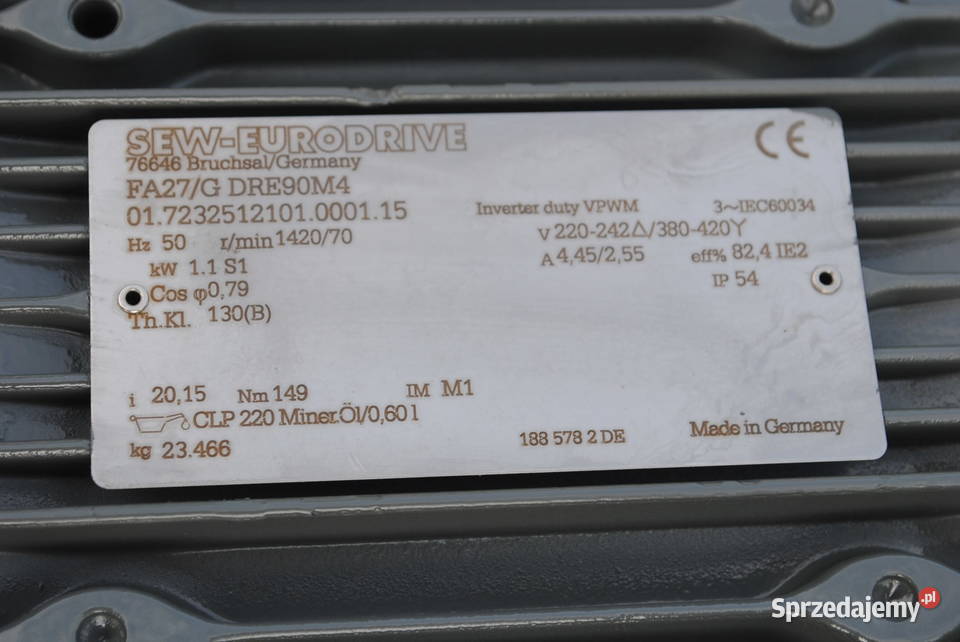 SEW-EURODRIVE CE
76646 Bruchsal/Germany
FA27/G DRE90M4
01.7232512101.0001.15 Inverter duty VPWM 3~IEC60034
Hz 50 r/min 1420/70 V 220-242Δ/380-420Y
kW 1.1 S1 A 4,45/2,55 eff% 82,4 IE2
Cos φ 0,79 IP 54
Th.Kl. 130(B)
i 20,15 Nm 149 IM M1
CLP 220 Miner.Öl/0,60 l
kg 23.466 188 578 2 DE Made in Germany
Sprzedajemy.pl